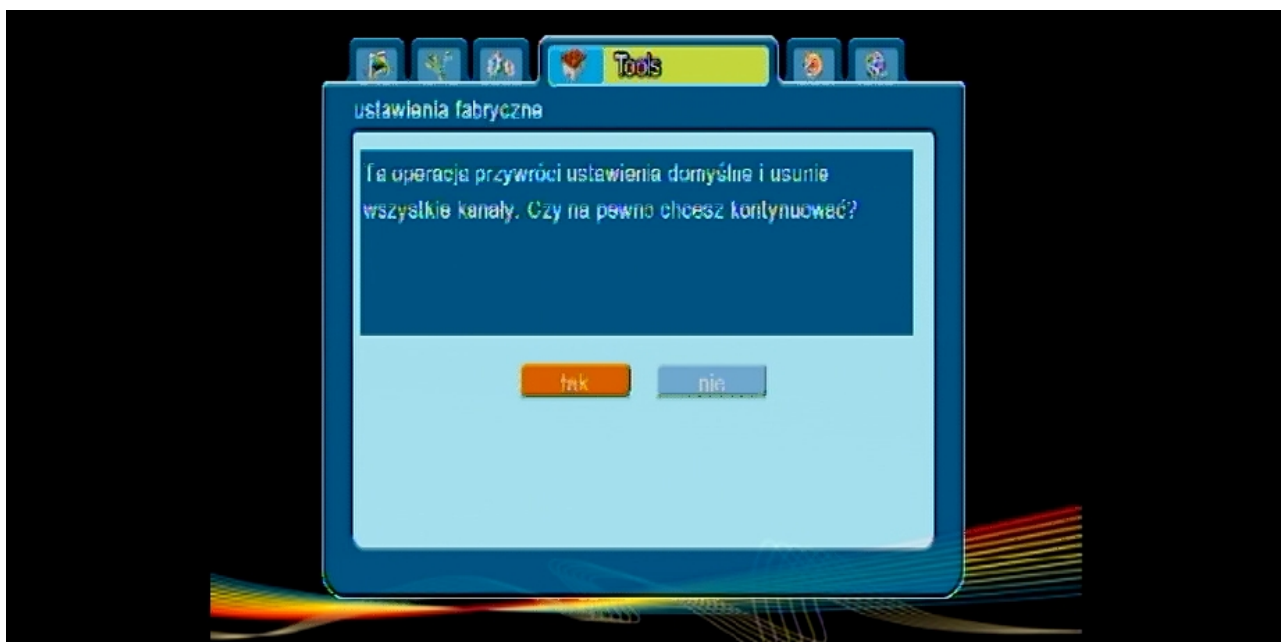 Tools
ustawienia fabryczne
Ta operacja przywróci ustawienia domyślne i usunie
wszystkie kanały. Czy na pewno chcesz kontynuować?
tak
nie